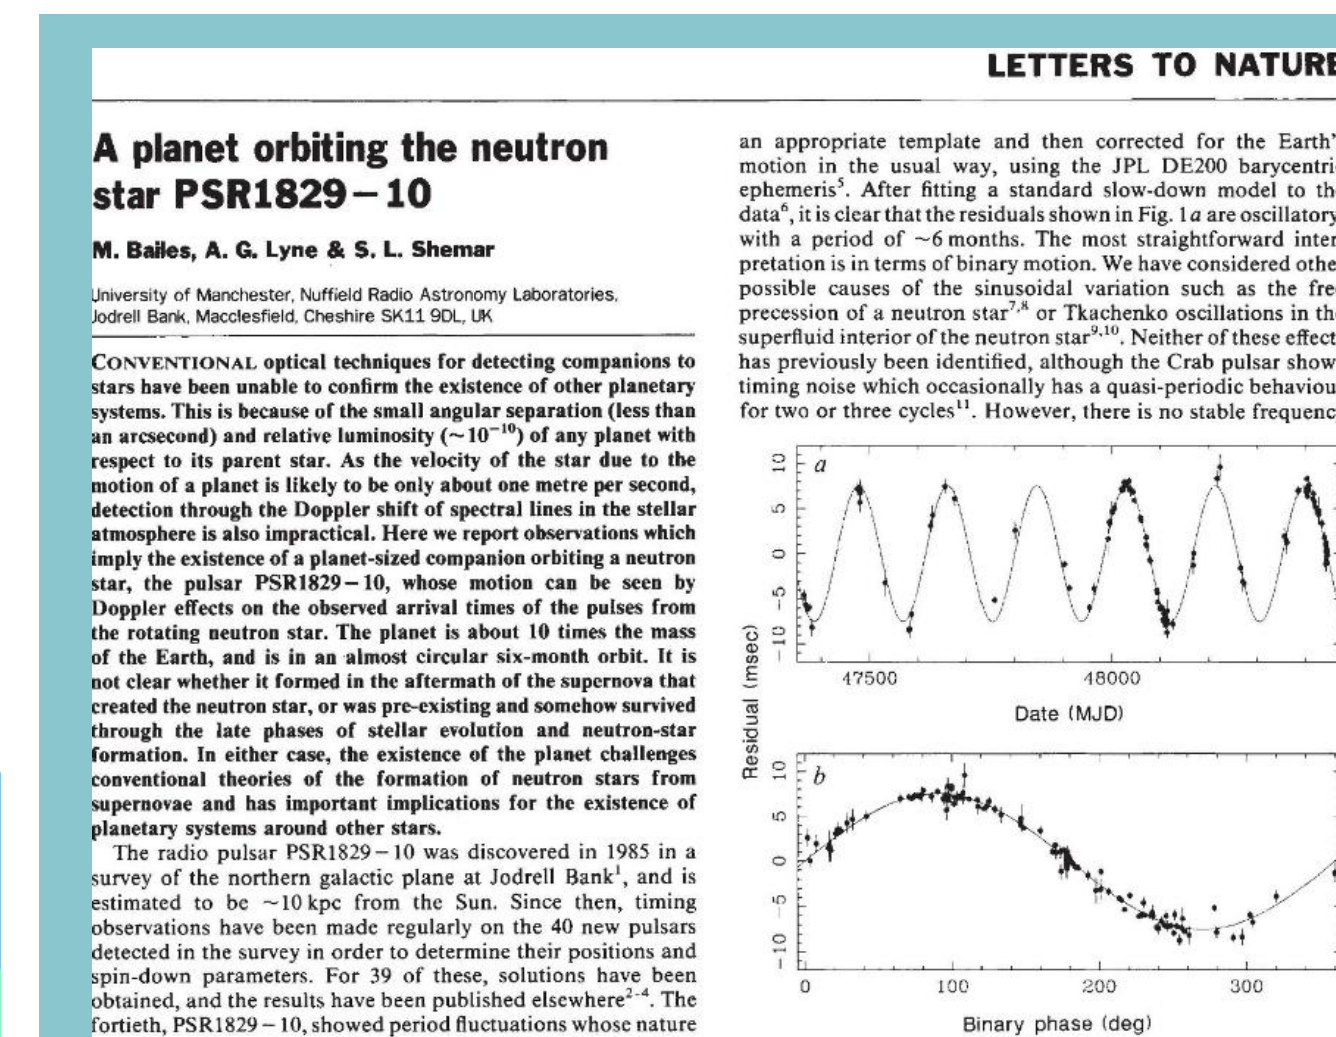 LETTERS TO NATURE
A planet orbiting the neutron
star PSR1829–10
M. Bailes, A. G. Lyne & S. L. Shemar
University of Manchester, Nuffield Radio Astronomy Laboratories,
Jodrell Bank, Macclesfield, Cheshire SK11 9DL, UK
CONVENTIONAL optical techniques for detecting companions to
stars have been unable to confirm the existence of other planetary
systems. This is because of the small angular separation (less than
an arcsecond) and relative luminosity (~10⁻¹⁰) of any planet with
respect to its parent star. As the velocity of the star due to the
motion of a planet is likely to be only about one metre per second,
detection through the Doppler shift of spectral lines in the stellar
atmosphere is also impractical. Here we report observations which
imply the existence of a planet-sized companion orbiting a neutron
star, the pulsar PSR1829–10, whose motion can be seen by
Doppler effects on the observed arrival times of the pulses from
the rotating neutron star. The planet is about 10 times the mass
of the Earth, and is in an almost circular six-month orbit. It is
not clear whether it formed in the aftermath of the supernova that
created the neutron star, or was pre-existing and somehow survived
through the late phases of stellar evolution and neutron-star
formation. In either case, the existence of the planet challenges
conventional theories of the formation of neutron stars from
supernovae and has important implications for the existence of
planetary systems around other stars.
The radio pulsar PSR1829–10 was discovered in 1985 in a
survey of the northern galactic plane at Jodrell Bank¹, and is
estimated to be ~10 kpc from the Sun. Since then, timing
observations have been made regularly on the 40 new pulsars
detected in the survey in order to determine their positions and
spin-down parameters. For 39 of these, solutions have been
obtained, and the results have been published elsewhere²⁻⁴. The
fortieth, PSR1829–10, showed period fluctuations whose nature
an appropriate template and then corrected for the Earth'
motion in the usual way, using the JPL DE200 barycentri
ephemeris⁵. After fitting a standard slow-down model to th
data⁶, it is clear that the residuals shown in Fig. 1a are oscillatory
with a period of ~6 months. The most straightforward inter
pretation is in terms of binary motion. We have considered othe
possible causes of the sinusoidal variation such as the fre
precession of a neutron star⁷,⁸ or Tkachenko oscillations in th
superfluid interior of the neutron star⁹,¹⁰. Neither of these effect
has previously been identified, although the Crab pulsar show
timing noise which occasionally has a quasi-periodic behaviou
for two or three cycles¹¹. However, there is no stable frequenc
a
10
5
0
−5
−10
47500 48000
Date (MJD)
Residual (msec)
b
10
5
0
−5
−10
0 100 200 300
Binary phase (deg)